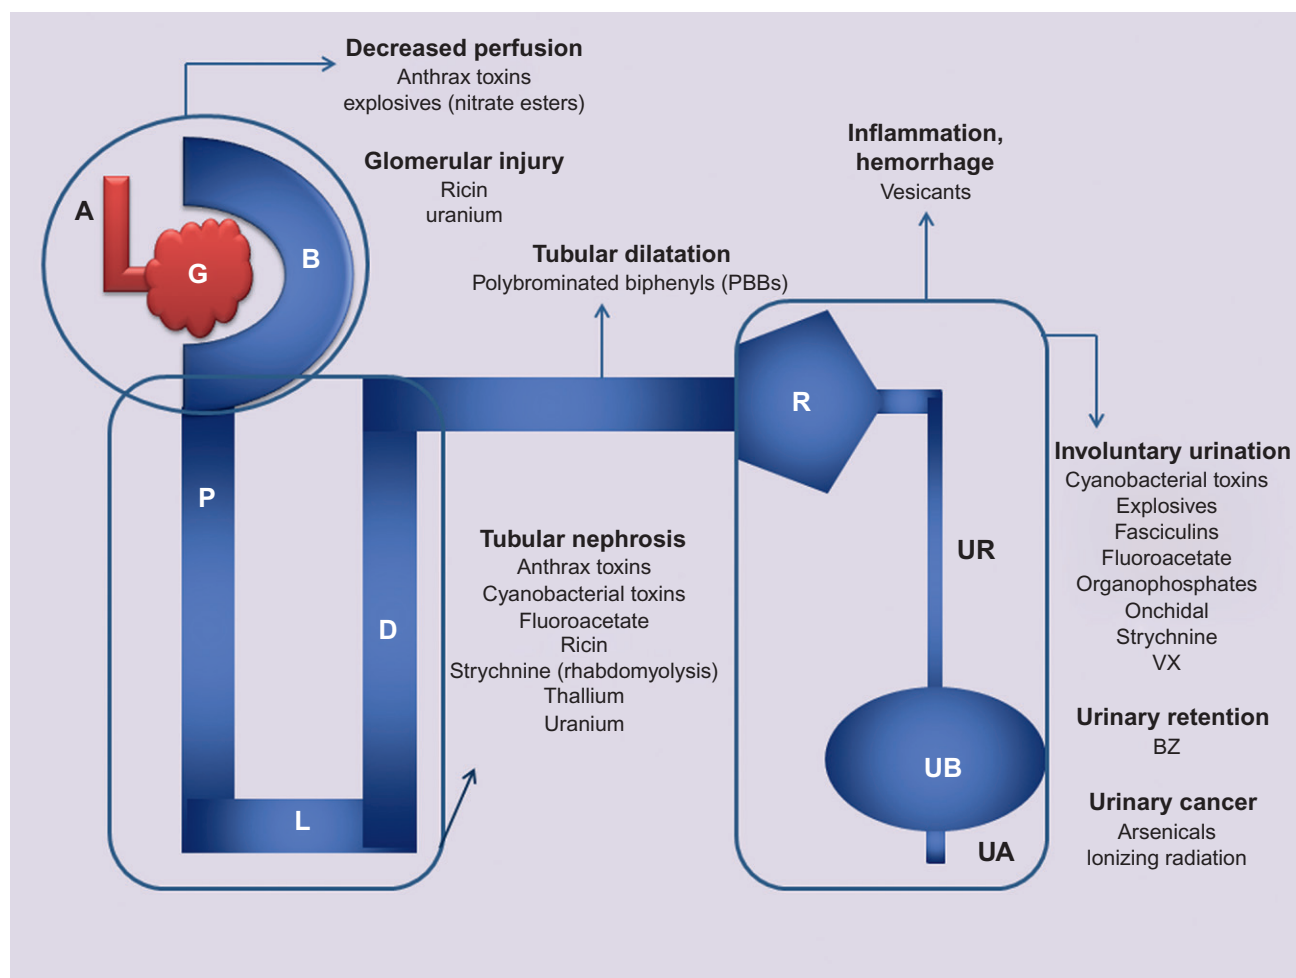 Decreased perfusion
Anthrax toxins
explosives (nitrate esters)
Glomerular injury
Ricin
uranium
A
G
B
Inflammation,
hemorrhage
Vesicants
Tubular dilatation
Polybrominated biphenyls (PBBs)
R
P
D
L
Tubular nephrosis
Anthrax toxins
Cyanobacterial toxins
Fluoroacetate
Ricin
Strychnine (rhabdomyolysis)
Thallium
Uranium
UR
UB
UA
Involuntary urination
Cyanobacterial toxins
Explosives
Fasciculins
Fluoroacetate
Organophosphates
Onchidal
Strychnine
VX
Urinary retention
BZ
Urinary cancer
Arsenicals
Ionizing radiation